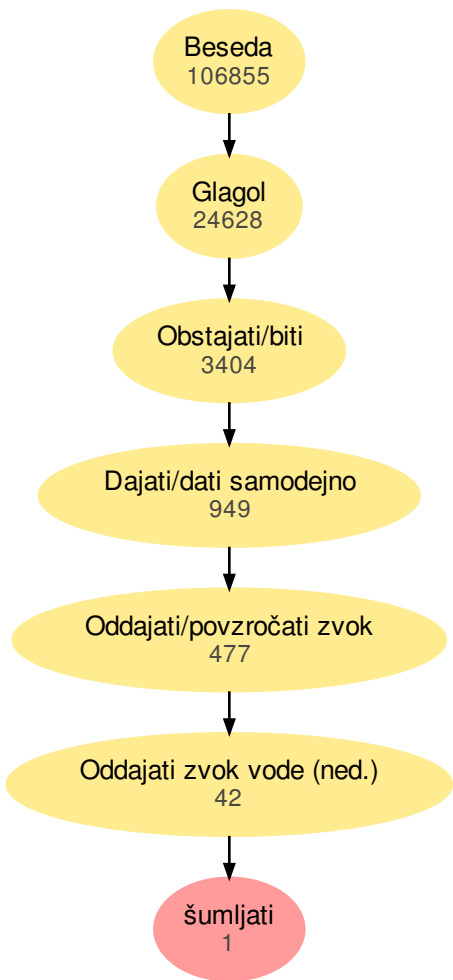 Beseda
106855
Glagol
24628
Obstajati/biti
3404
Dajati/dati samodejno
949
Oddajati/povzročati zvok
477
Oddajati zvok vode (ned.)
42
šumljati
1